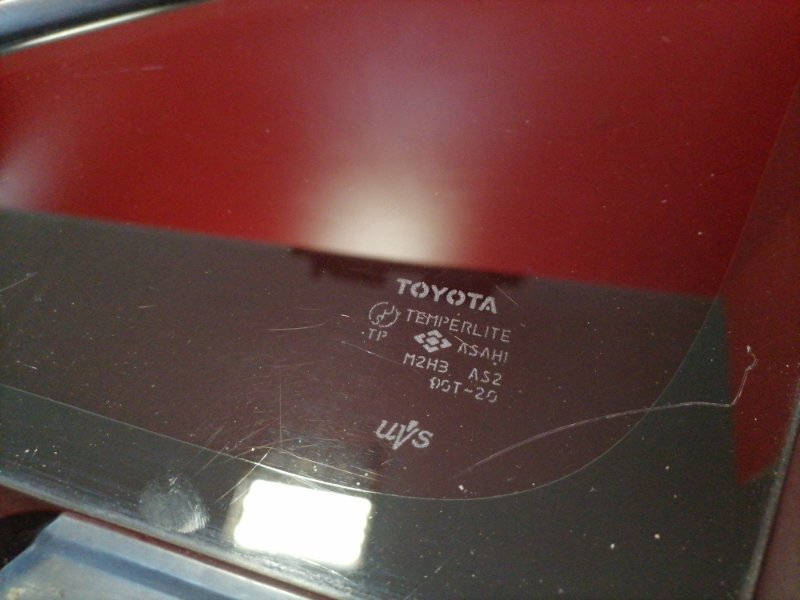 TOYOTA
TEMPERLITE
TP ASAHI
M2H3 AS2
DOT-20
UVS